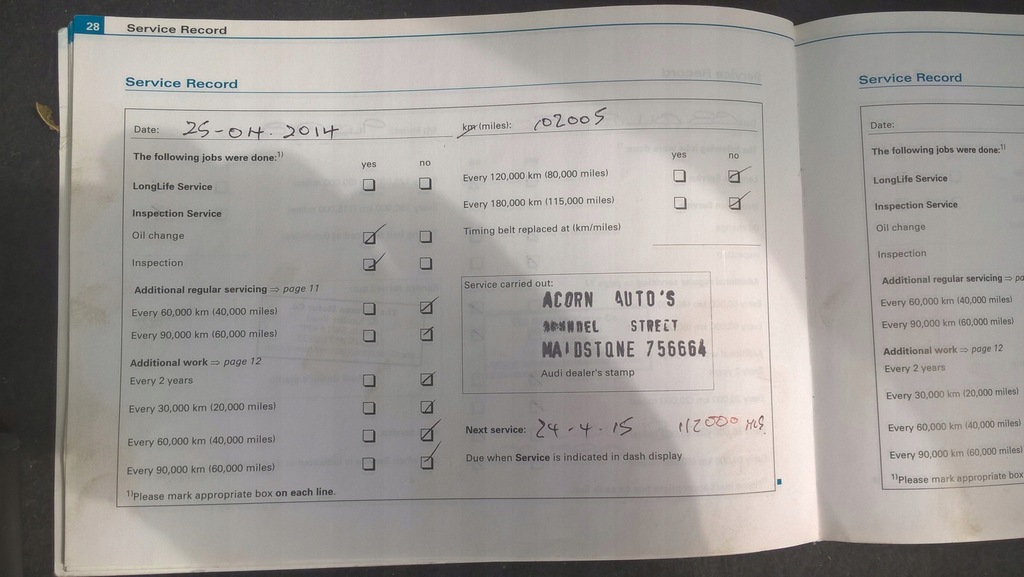 28 Service Record
Service Record
Date: 25-04.2014
km (miles): 102005
The following jobs were done:¹⁾
yes no
LongLife Service
Inspection Service
Oil change
Inspection
Additional regular servicing ⇒ page 11
Every 60,000 km (40,000 miles)
Every 90,000 km (60,000 miles)
Additional work ⇒ page 12
Every 2 years
Every 30,000 km (20,000 miles)
Every 60,000 km (40,000 miles)
Every 90,000 km (60,000 miles)
¹⁾Please mark appropriate box on each line.
yes no
Every 120,000 km (80,000 miles)
Every 180,000 km (115,000 miles)
Timing belt replaced at (km/miles)
Service carried out:
ACORN AUTO'S
STREET
MAIDSTONE 756664
Audi dealer's stamp
Next service: 24-4-15 112000 MLS
Due when Service is indicated in dash display
Service Record
Date:
The following jobs were done:¹⁾
LongLife Service
Inspection Service
Oil change
Inspection
Additional regular servicing ⇒
Every 60,000 km (40,000 miles)
Every 90,000 km (60,000 miles)
Additional work ⇒ page 12
Every 2 years
Every 30,000 km (20,000 miles)
Every 60,000 km (40,000 miles)
Every 90,000 km (60,000 miles)
¹⁾Please mark appropriate box